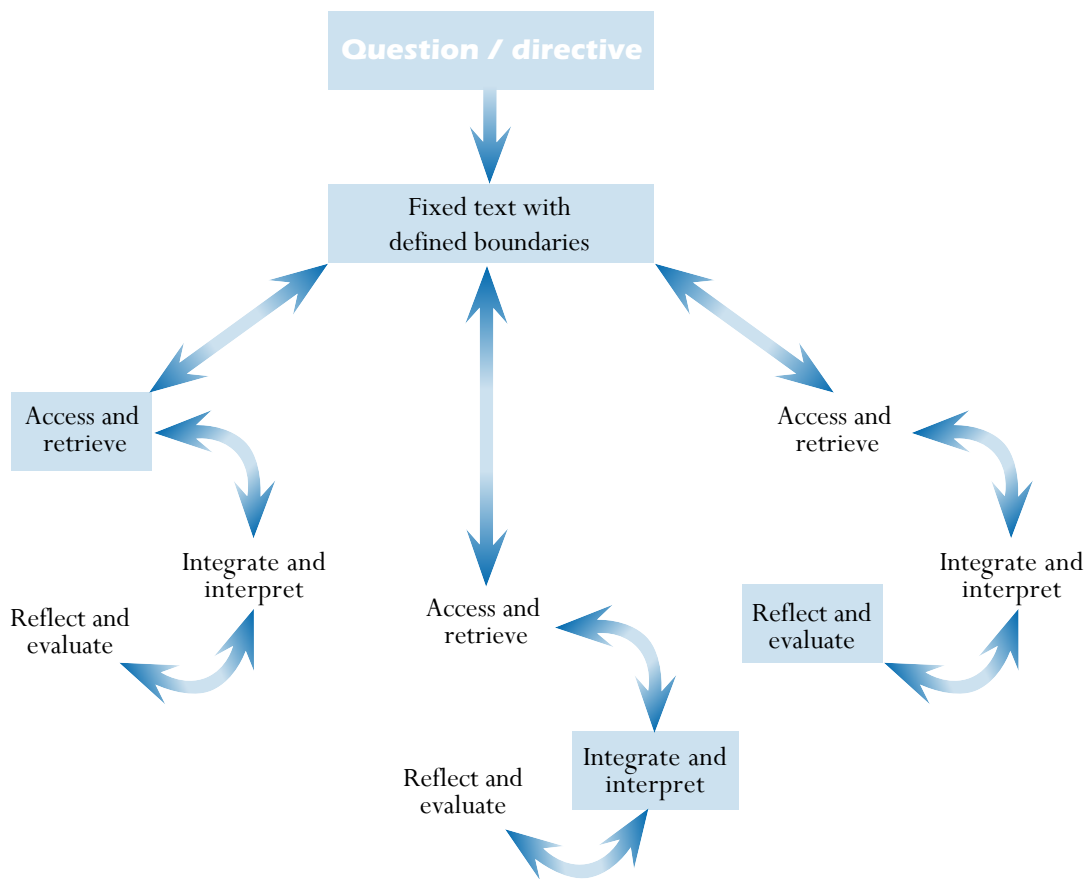 Question / directive
Fixed text with
defined boundaries
Access and
retrieve
Integrate and
interpret
Reflect and
evaluate
Access and
retrieve
Integrate and
interpret
Reflect and
evaluate
Access and
retrieve
Integrate and
interpret
Reflect and
evaluate